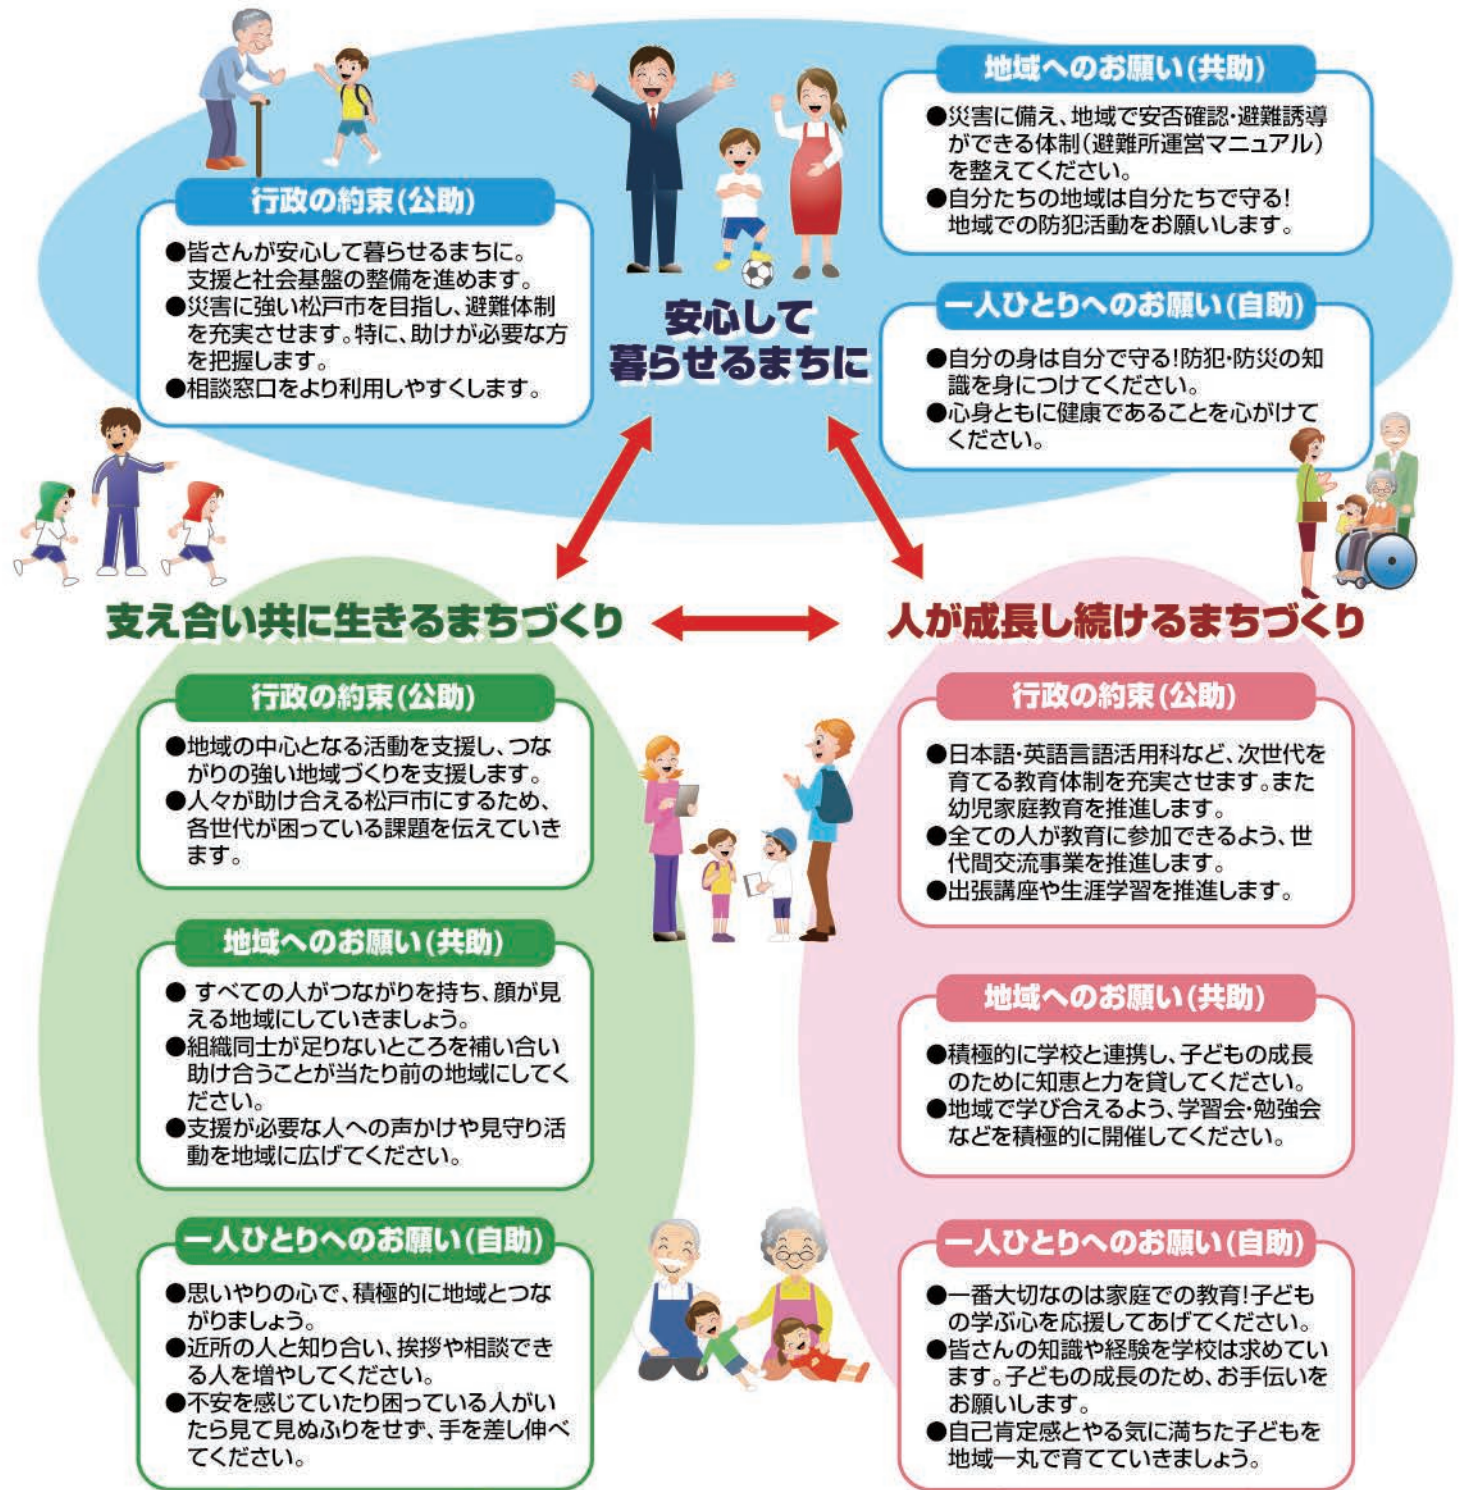 行政の約束(公助)
●皆さんが安心して暮らせるまちに。
支援と社会基盤の整備を進めます。
●災害に強い松戸市を目指し、避難体制
を充実させます。特に、助けが必要な方
を把握します。
●相談窓口をより利用しやすくします。
安心して
暮らせるまちに
地域へのお願い(共助)
●災害に備え、地域で安否確認・避難誘導
ができる体制(避難所運営マニュアル)
を整えてください。
●自分たちの地域は自分たちで守る!
地域での防犯活動をお願いします。
一人ひとりへのお願い(自助)
●自分の身は自分で守る!防犯・防災の知
識を身につけてください。
●心身ともに健康であることを心がけて
ください。
支え合い共に生きるまちづくり
行政の約束(公助)
●地域の中心となる活動を支援し、つな
がりの強い地域づくりを支援します。
●人々が助け合える松戸市にするため、
各世代が困っている課題を伝えていき
ます。
地域へのお願い(共助)
● すべての人がつながりを持ち、顔が見
える地域にしていきましょう。
●組織同士が足りないところを補い合い
助け合うことが当たり前の地域にしてく
ださい。
●支援が必要な人への声かけや見守り活
動を地域に広げてください。
一人ひとりへのお願い(自助)
●思いやりの心で、積極的に地域とつな
がりましょう。
●近所の人と知り合い、挨拶や相談でき
る人を増やしてください。
●不安を感じていたり困っている人がい
たら見て見ぬふりをせず、手を差し伸べ
てください。
人が成長し続けるまちづくり
行政の約束(公助)
●日本語・英語言語活用科など、次世代を
育てる教育体制を充実させます。また
幼児家庭教育を推進します。
●全ての人が教育に参加できるよう、世
代間交流事業を推進します。
●出張講座や生涯学習を推進します。
地域へのお願い(共助)
●積極的に学校と連携し、子どもの成長
のために知恵と力を貸してください。
●地域で学び合えるよう、学習会・勉強会
などを積極的に開催してください。
一人ひとりへのお願い(自助)
●一番大切なのは家庭での教育!子ども
の学ぶ心を応援してあげてください。
●皆さんの知識や経験を学校は求めてい
ます。子どもの成長のため、お手伝いを
お願いします。
●自己肯定感とやる気に満ちた子どもを
地域一丸で育てていきましょう。